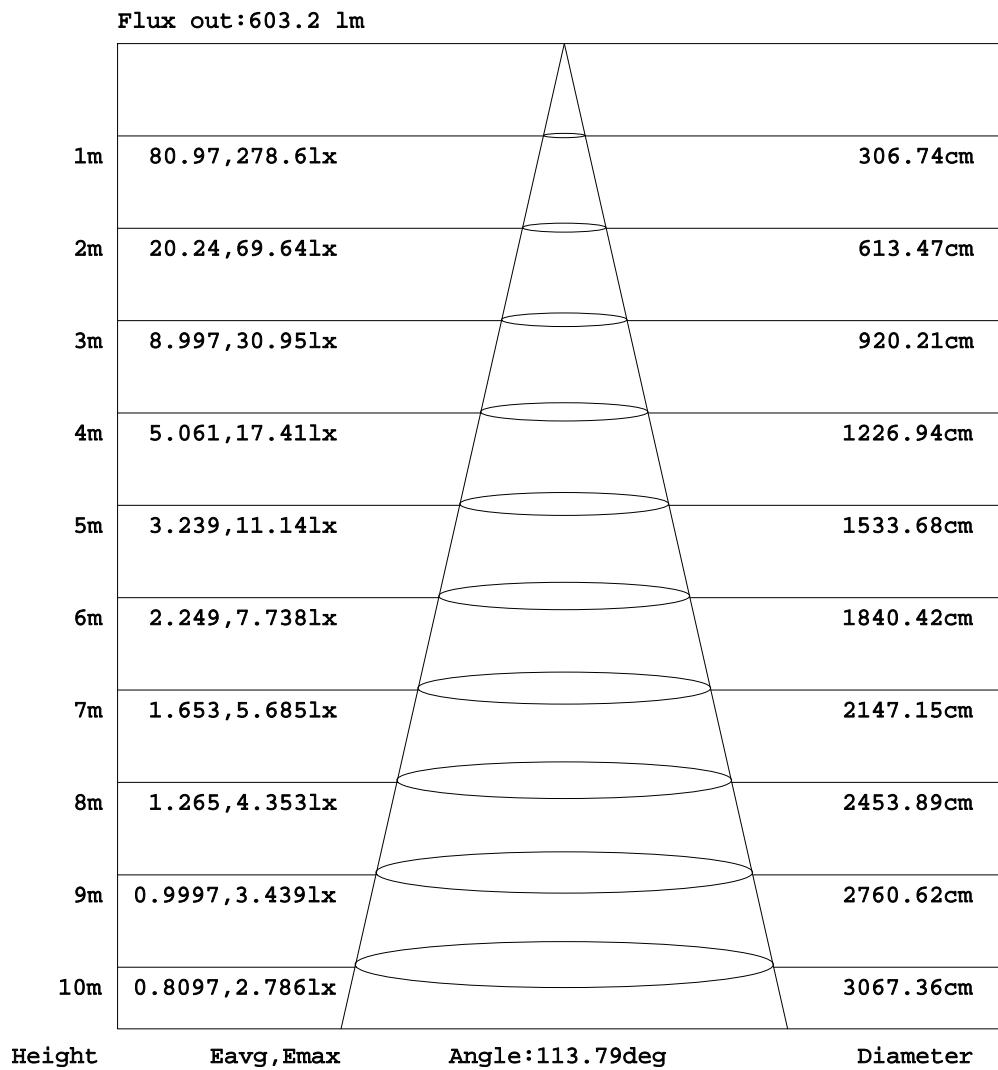 Flux out:603.2 lm
1m 80.97,278.6lx 306.74cm
2m 20.24,69.64lx 613.47cm
3m 8.997,30.95lx 920.21cm
4m 5.061,17.41lx 1226.94cm
5m 3.239,11.14lx 1533.68cm
6m 2.249,7.738lx 1840.42cm
7m 1.653,5.685lx 2147.15cm
8m 1.265,4.353lx 2453.89cm
9m 0.9997,3.439lx 2760.62cm
10m 0.8097,2.786lx 3067.36cm
Height Eavg,Emax Angle:113.79deg Diameter